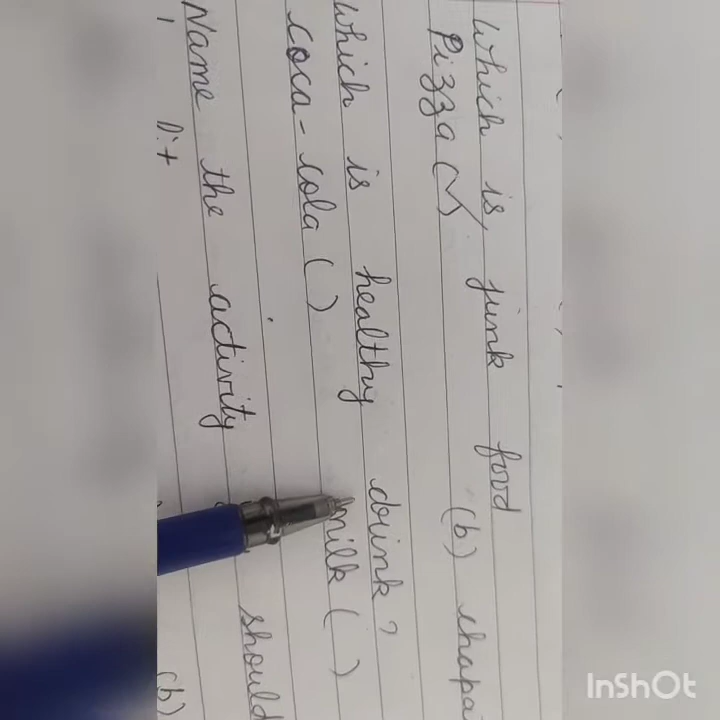 Which is junk food
Pizza (✓) (b) chapa
which is healthy drink?
coca-cola ( ) milk ( )
Name the activity should
(b)
InShOt